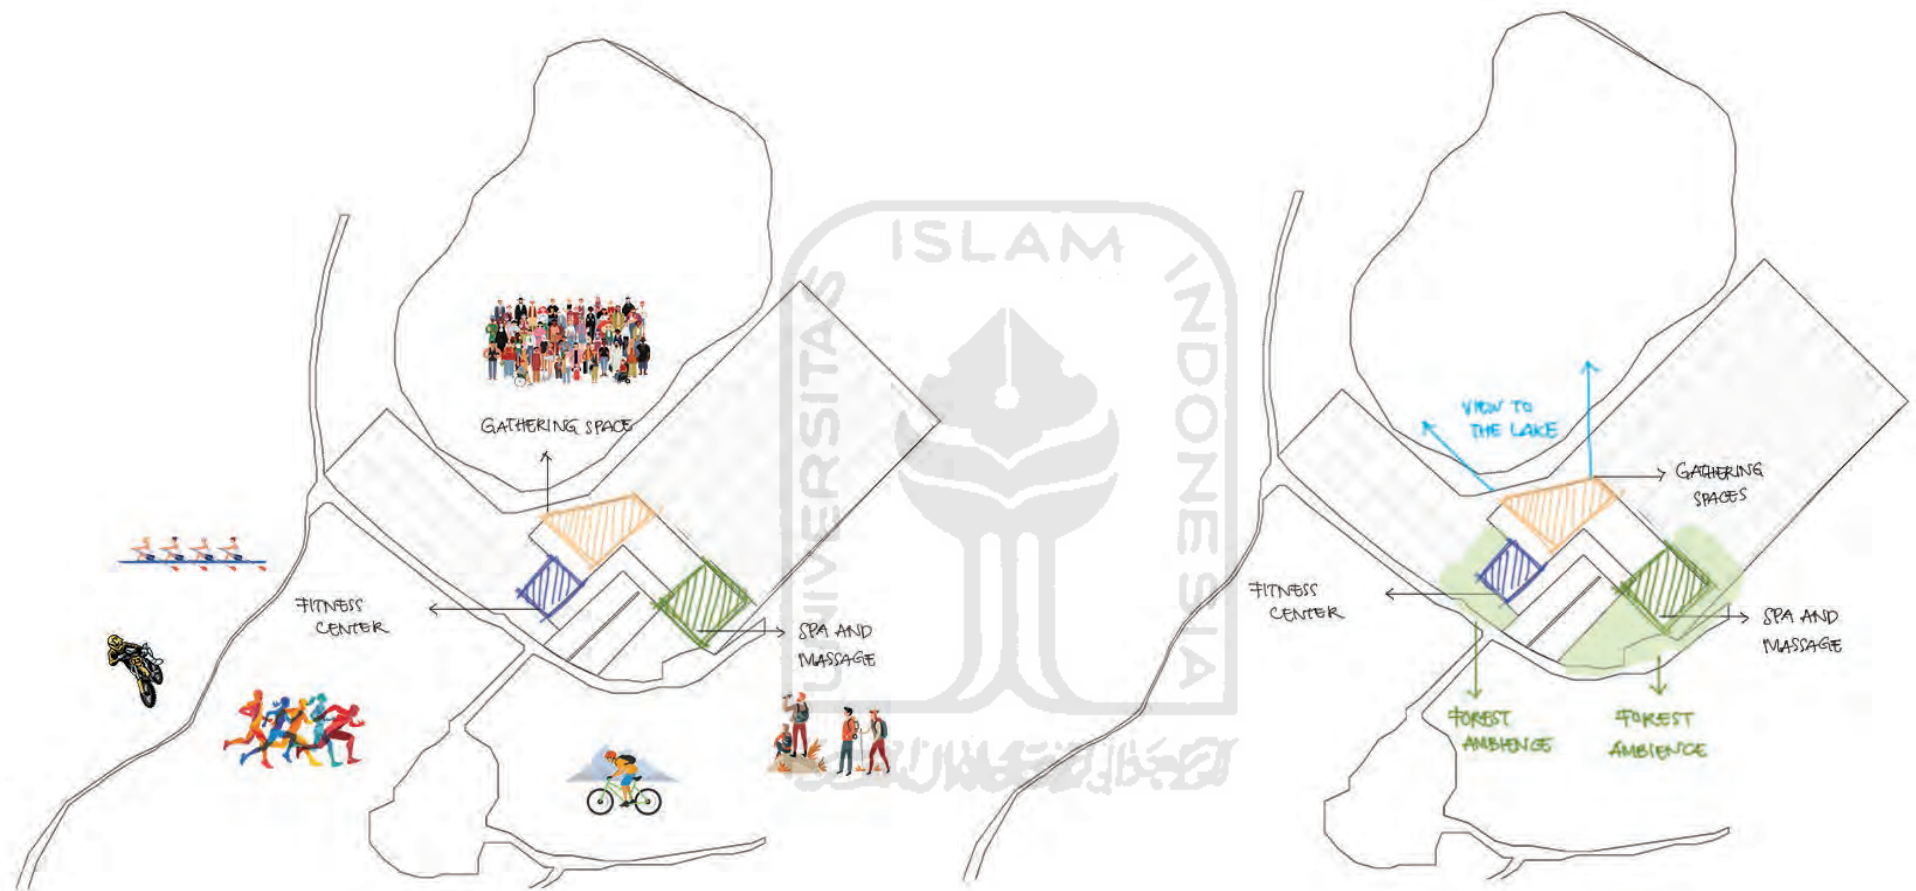 GATHERING SPACE
FITNESS
CENTER
SPA AND
MASSAGE
UNIVERSITAS
ISLAM
INDONESIA
VIEW TO
THE LAKE
GATHERING
SPACES
FITNESS
CENTER
SPA AND
MASSAGE
FOREST
AMBIENCE
FOREST
AMBIENCE